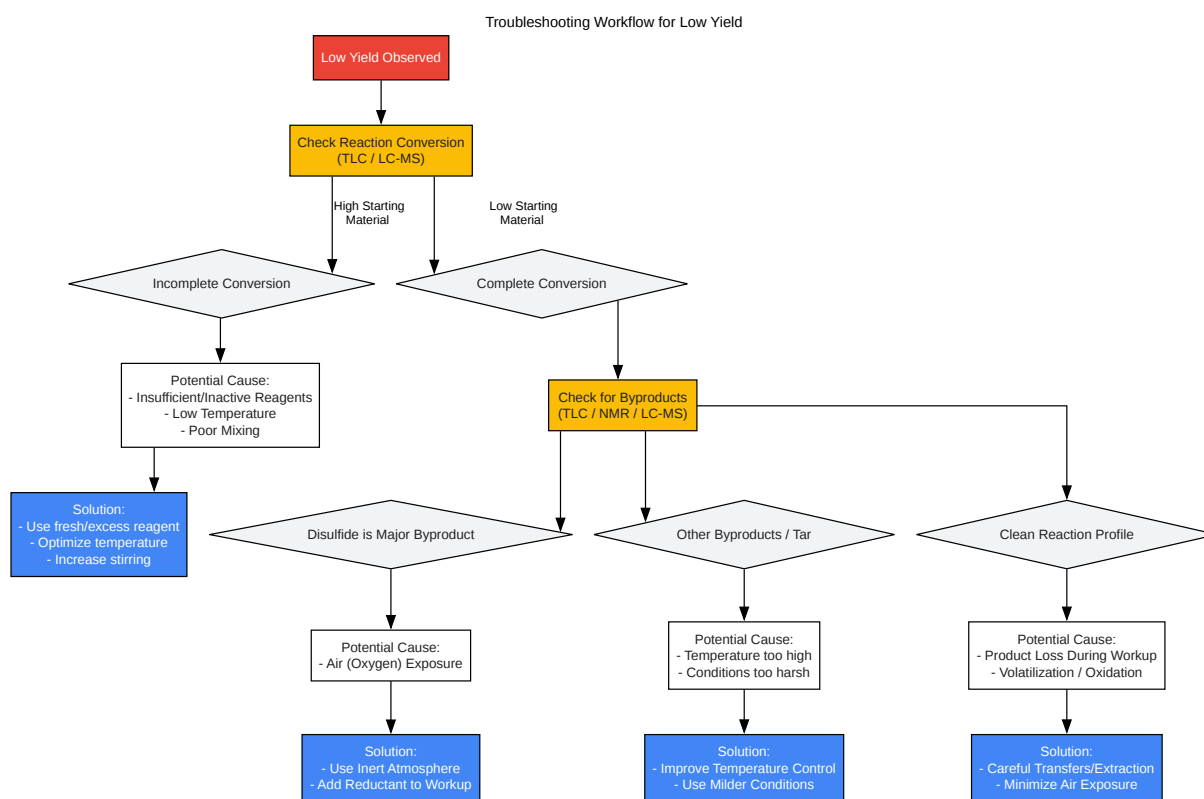 Troubleshooting Workflow for Low Yield
Low Yield Observed
Check Reaction Conversion
(TLC / LC-MS)
High Starting
Material
Low Starting
Material
Incomplete Conversion
Complete Conversion
Potential Cause:
- Insufficient/Inactive Reagents
- Low Temperature
- Poor Mixing
Check for Byproducts
(TLC / NMR / LC-MS)
Solution:
- Use fresh/excess reagent
- Optimize temperature
- Increase stirring
Disulfide is Major Byproduct
Other Byproducts / Tar
Clean Reaction Profile
Potential Cause:
- Air (Oxygen) Exposure
Potential Cause:
- Temperature too high
- Conditions too harsh
Potential Cause:
- Product Loss During Workup
- Volatilization / Oxidation
Solution:
- Use Inert Atmosphere
- Add Reductant to Workup
Solution:
- Improve Temperature Control
- Use Milder Conditions
Solution:
- Careful Transfers/Extraction
- Minimize Air Exposure